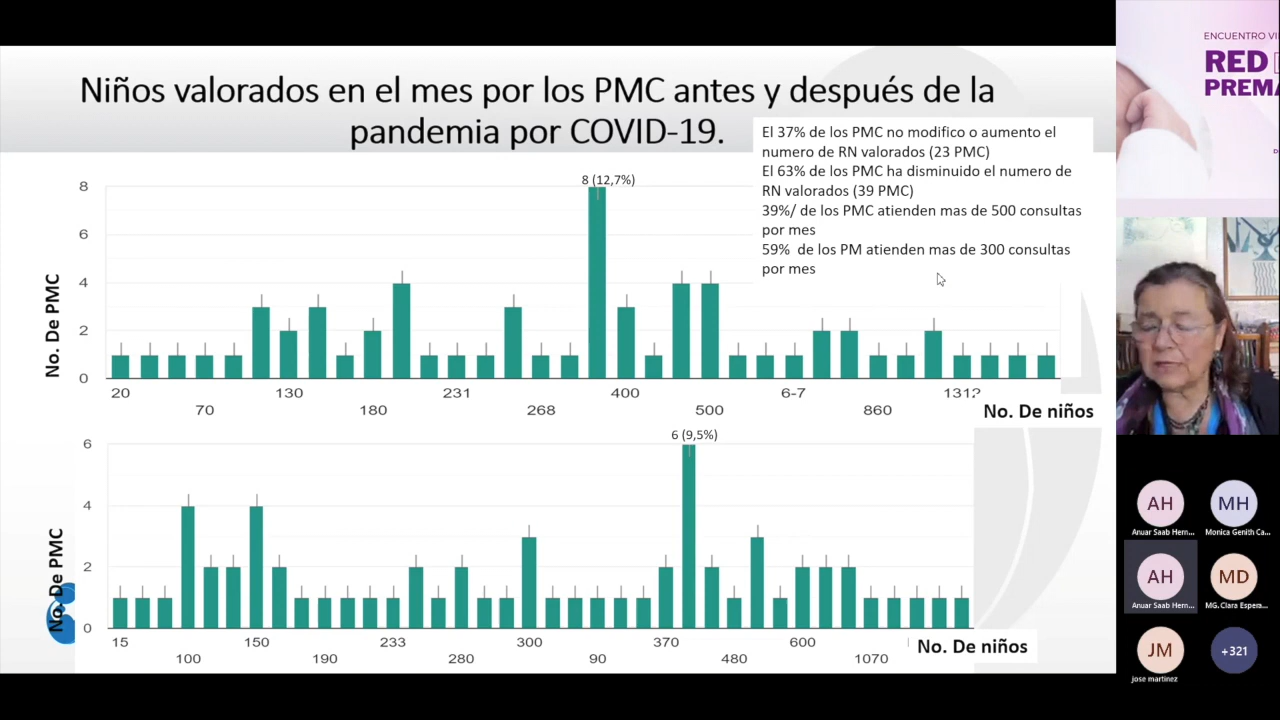 Niños valorados en el mes por los PMC antes y después de la
pandemia por COVID-19.
El 37% de los PMC no modifico o aumento el
numero de RN valorados (23 PMC)
El 63% de los PMC ha disminuido el numero de
RN valorados (39 PMC)
39%/ de los PMC atienden mas de 500 consultas
por mes
59%  de los PM atienden mas de 300 consultas
por mes
8 (12,7%)
8
6
4
2
0
No. De PMC
20
70
130
180
231
268
400
500
6-7
860
1312
No. De niños
6 (9,5%)
6
4
2
0
No. De PMC
15
100
150
190
233
280
300
90
370
480
600
1070
No. De niños
ENCUENTRO VI
RED
PREMA
AH
Anuar Saab Hern...
MH
Monica Genith Ca...
AH
Anuar Saab Hern...
MD
MG. Clara Espera...
JM
jose martinez
+321